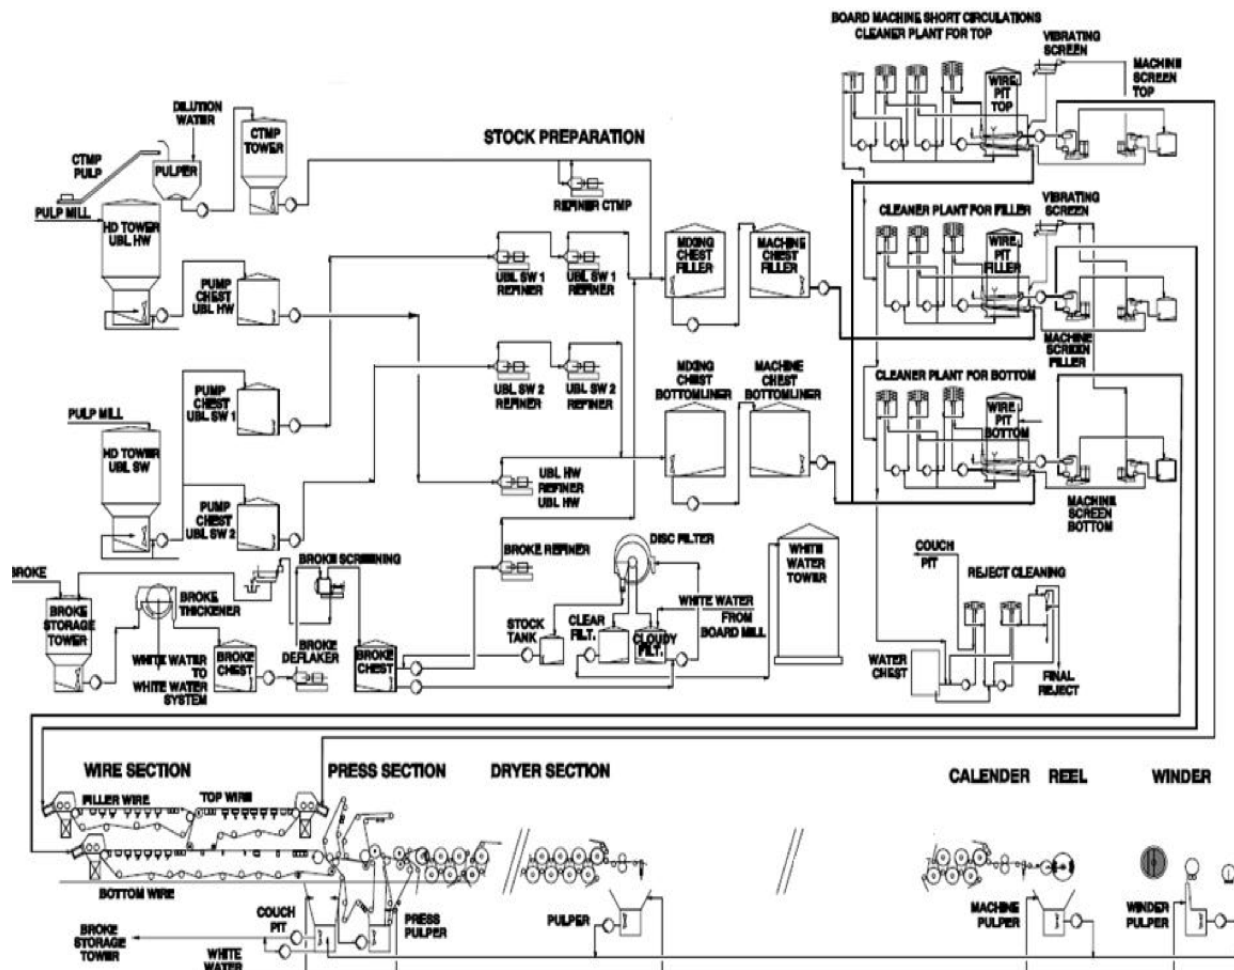 BOARD MACHINE SHORT CIRCULATIONS
CLEANER PLANT FOR TOP
VIBRATING
SCREEN
MACHINE
SCREEN
TOP
WIRE
PIT
TOP
DILUTION
WATER
CTMP
TOWER
STOCK PREPARATION
CTMP
PULP
PULPER
REFINER CTMP
PULP MILL
HD TOWER
UBL HW
CLEANER PLANT FOR FILLER
VIBRATING
SCREEN
WIRE
PIT
FILLER
MIXING
CHEST
FILLER
MACHINE
CHEST
FILLER
PUMP
CHEST
UBL HW
UBL SW 1
REFINER
UBL SW 1
REFINER
MACHINE
SCREEN
FILLER
CLEANER PLANT FOR BOTTOM
MIXING
CHEST
BOTTOMLINER
MACHINE
CHEST
BOTTOMLINER
WIRE
PIT
BOTTOM
PUMP
CHEST
UBL SW 1
UBL SW 2
REFINER
UBL SW 2
REFINER
PULP MILL
HD TOWER
UBL SW
UBL HW
REFINER
UBL HW
MACHINE
SCREEN
BOTTOM
PUMP
CHEST
UBL SW 2
BROKE REFINER
DISC FILTER
WHITE
WATER
TOWER
COUCH
PIT
REJECT CLEANING
BROKE SCREENING
BROKE
BROKE
THICKENER
BROKE
STORAGE
TOWER
STOCK
TANK
CLEAR
FILT.
CLOUDY
FILT.
WHITE WATER
FROM
BOARD MILL
BROKE
CHEST
BROKE
DEFLAKER
BROKE
CHEST
WHITE WATER
TO
WHITE WATER
SYSTEM
WATER
CHEST
FINAL
REJECT
WIRE SECTION
PRESS SECTION
DRYER SECTION
CALENDER
REEL
WINDER
FILLER WIRE
TOP WIRE
BOTTOM WIRE
COUCH
PIT
PRESS
PULPER
PULPER
MACHINE
PULPER
WINDER
PULPER
BROKE
STORAGE
TOWER
WHITE
WATER